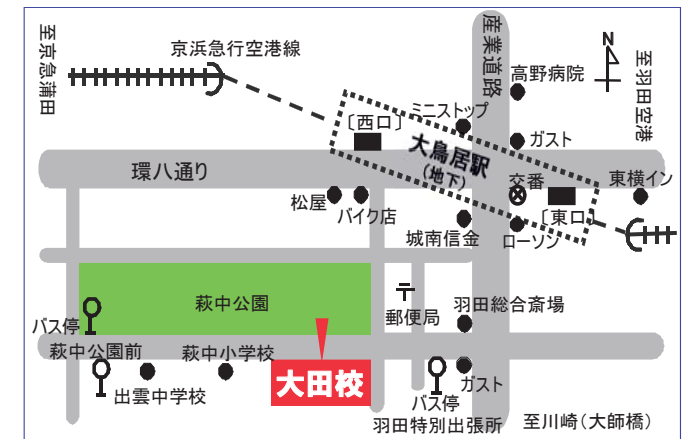 至京急蒲田
京浜急行空港線
産業道路
N
至羽田空港
高野病院
ミニストップ
〔西口〕
ガスト
大鳥居駅
(地下)
環八通り
交番
東横イン
松屋
バイク店
〔東口〕
城南信金
ローソン
萩中公園
〒
郵便局
羽田総合斎場
バス停
萩中公園前
萩中小学校
大田校
ガスト
出雲中学校
バス停
羽田特別出張所
至川崎(大師橋)